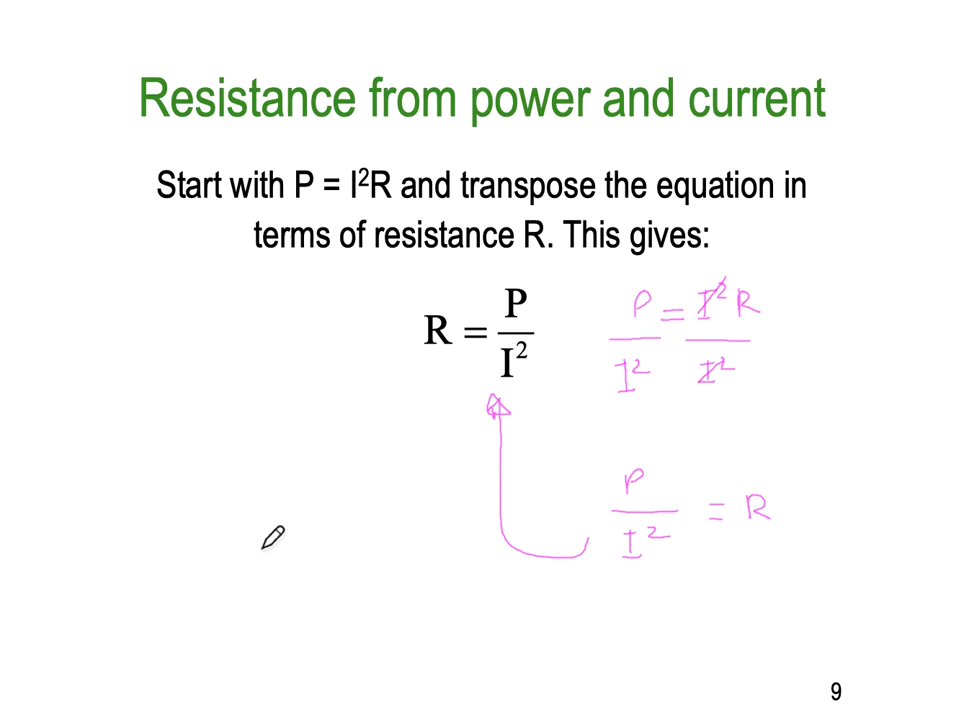 Resistance from power and current
Start with P = I²R and transpose the equation in
terms of resistance R. This gives:
R = P/I²
P/I² = I²R/I²
P/I² = R
9